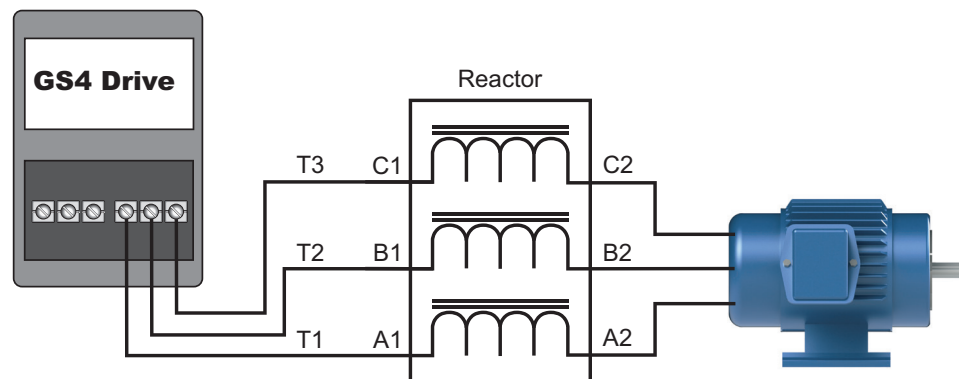 GS4 Drive
Reactor
T3 C1 C2
T2 B1 B2
T1 A1 A2